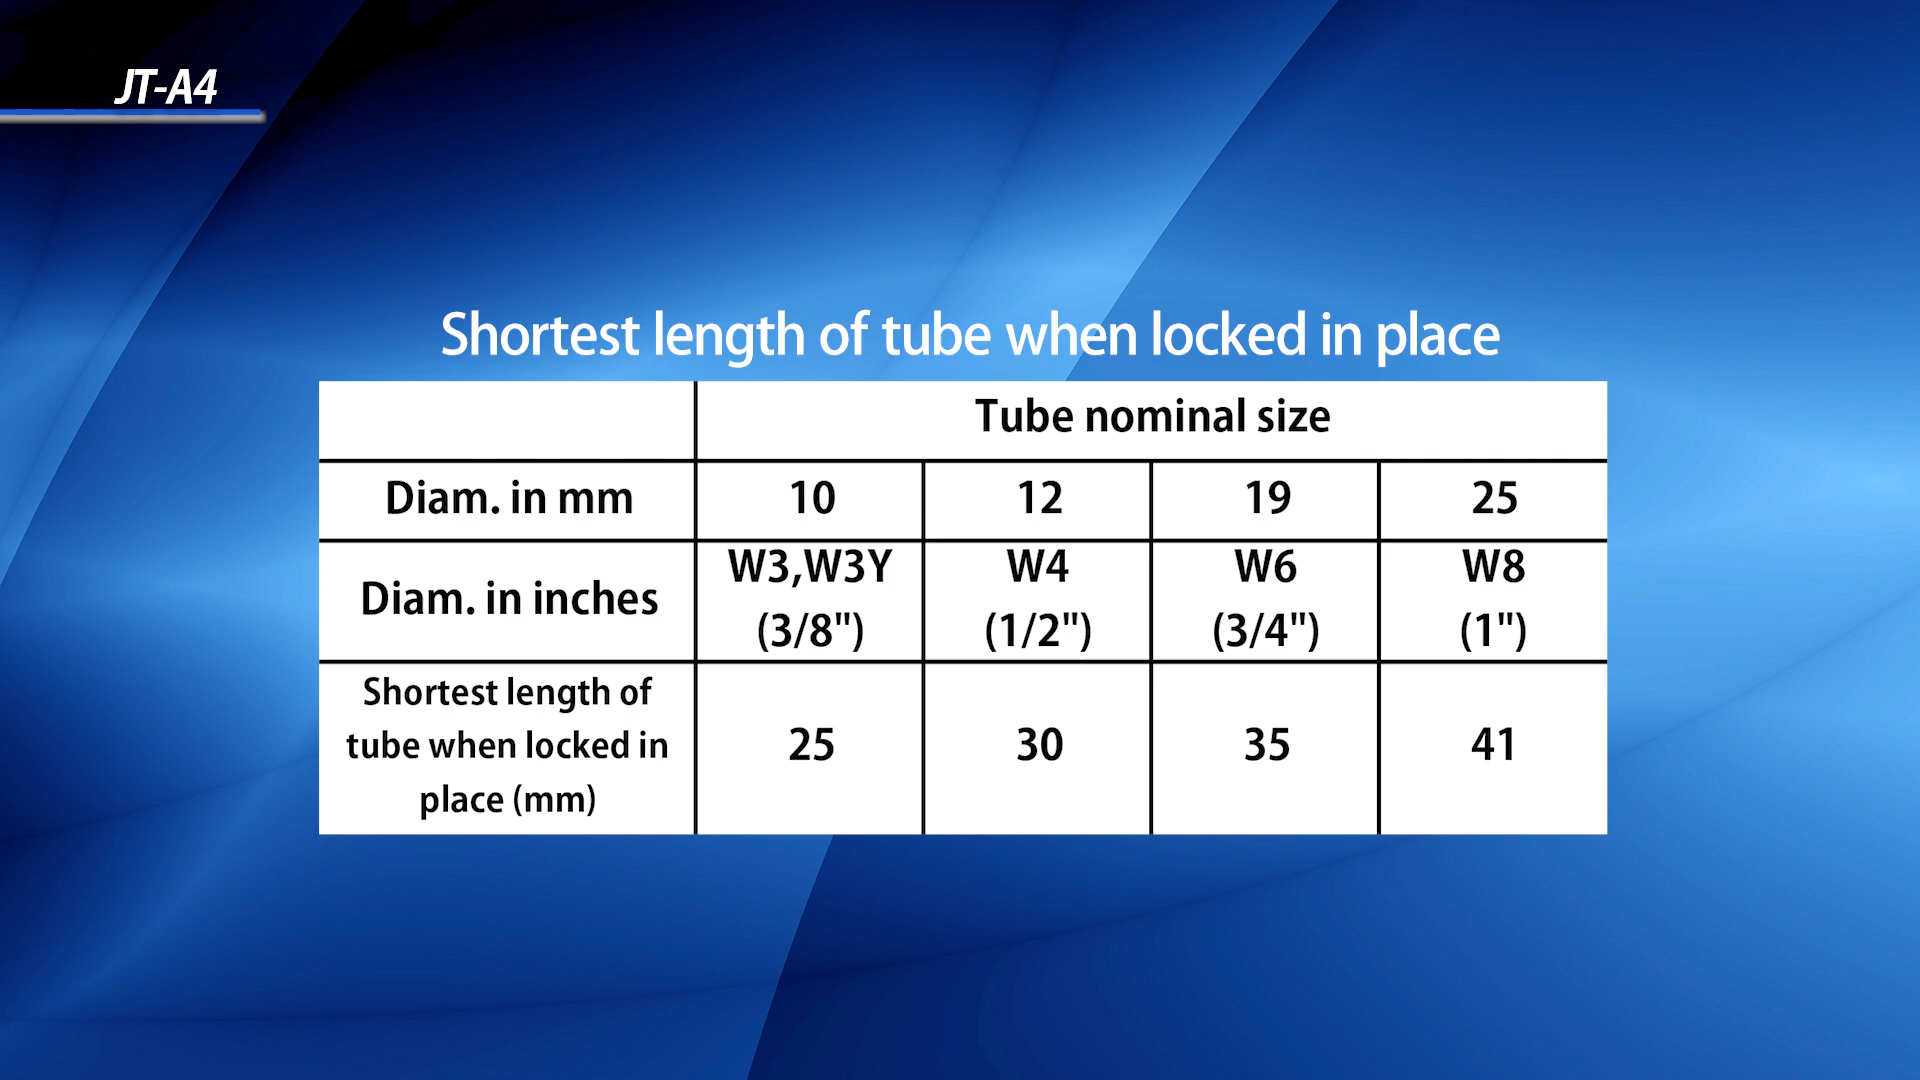 JT-A4
Shortest length of tube when locked in place
Tube nominal size
Diam. in mm 10 12 19 25
Diam. in inches W3,W3Y (3/8") W4 (1/2") W6 (3/4") W8 (1")
Shortest length of
tube when locked in
place (mm) 25 30 35 41